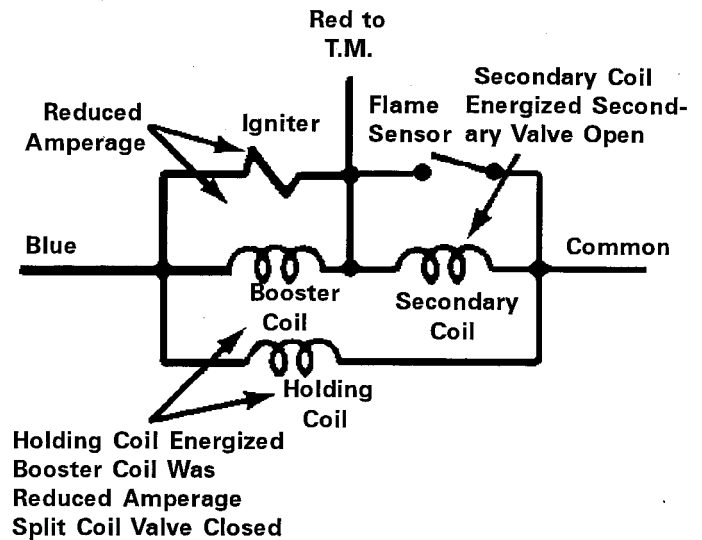 Red to
T.M.
Secondary Coil
Energized Second-
ary Valve Open
Flame
Sensor
Reduced
Amperage
Igniter
Blue
Common
Booster
Coil
Secondary
Coil
Holding
Coil
Holding Coil Energized
Booster Coil Was
Reduced Amperage
Split Coil Valve Closed